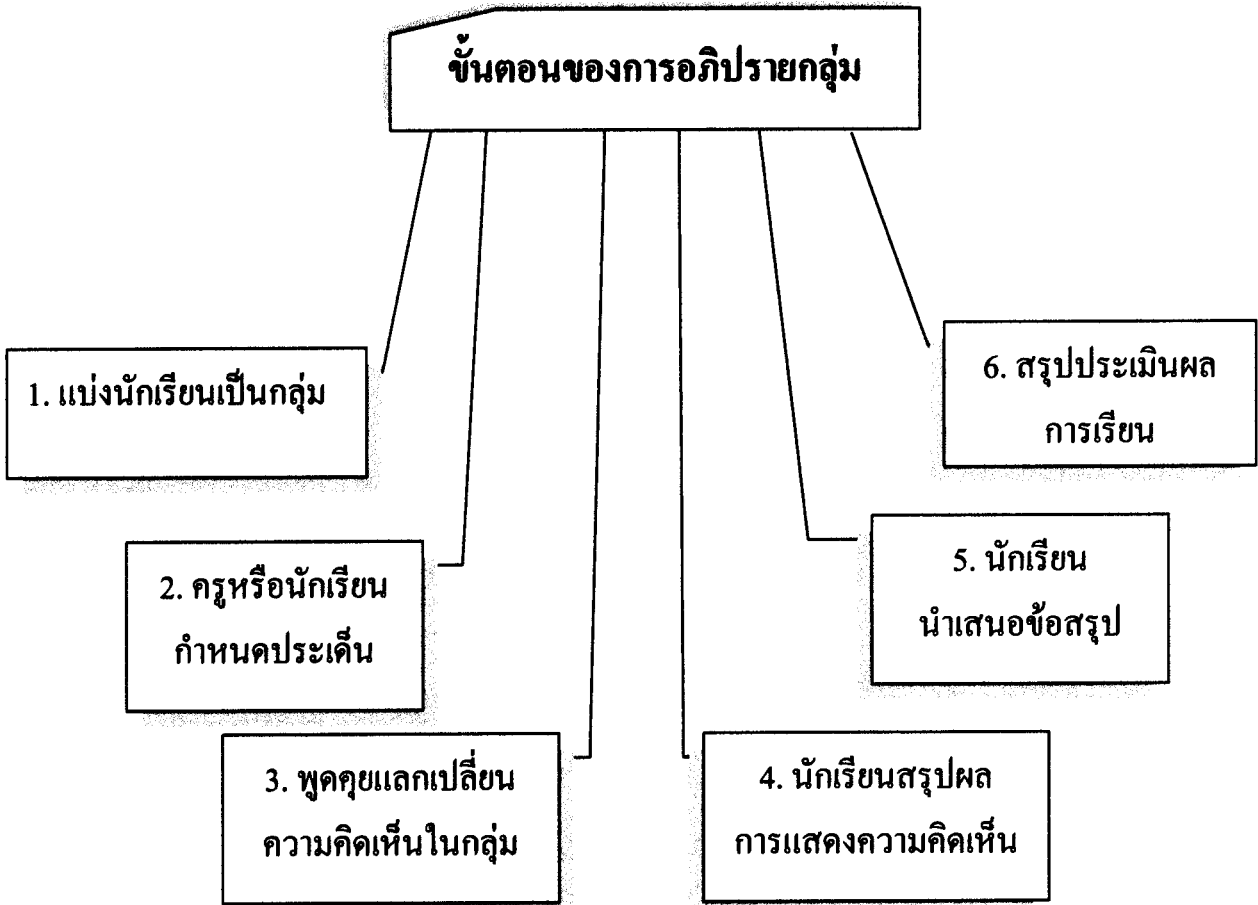 ขั้นตอนของการอภิปรายกลุ่ม
1. แบ่งนักเรียนเป็นกลุ่ม
2. ครูหรือนักเรียน
กำหนดประเด็น
3. พูดคุยแลกเปลี่ยน
ความคิดเห็นในกลุ่ม
4. นักเรียนสรุปผล
การแสดงความคิดเห็น
5. นักเรียน
นำเสนอข้อสรุป
6. สรุปประเมินผล
การเรียน